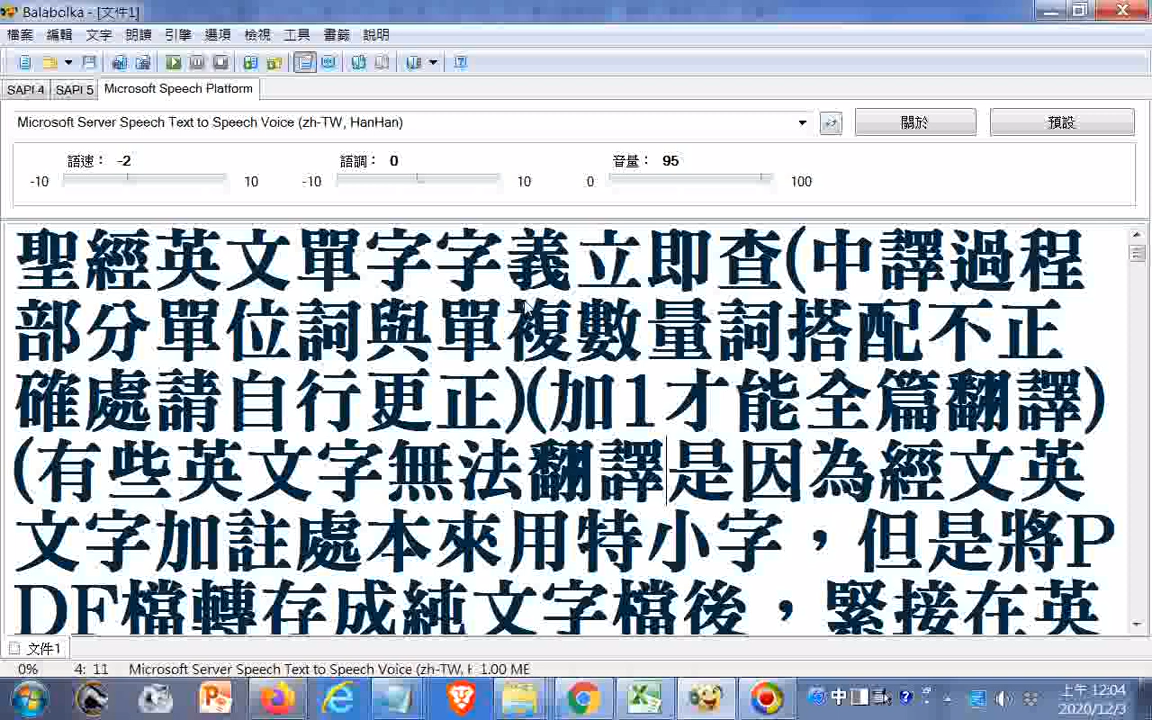 Balabolka - [文件1]
檔案 編輯 文字 朗讀 引擎 選項 檢視 工具 書籤 說明
SAPI 4 SAPI 5 Microsoft Speech Platform
Microsoft Server Speech Text to Speech Voice (zh-TW, HanHan) 關於 預設
語速： -2 語調： 0 音量： 95
-10 10 -10 10 0 100
聖經英文單字字義立即查(中譯過程
部分單位詞與單複數量詞搭配不正
確處請自行更正)(加1才能全篇翻譯)
(有些英文字無法翻譯是因為經文英
文字加註處本來用特小字，但是將P
DF檔轉存成純文字檔後，緊接在英
文件1
0% 4: 11 Microsoft Server Speech Text to Speech Voice (zh-TW, 1.00 ME
中 上午 12:04
2020/12/3